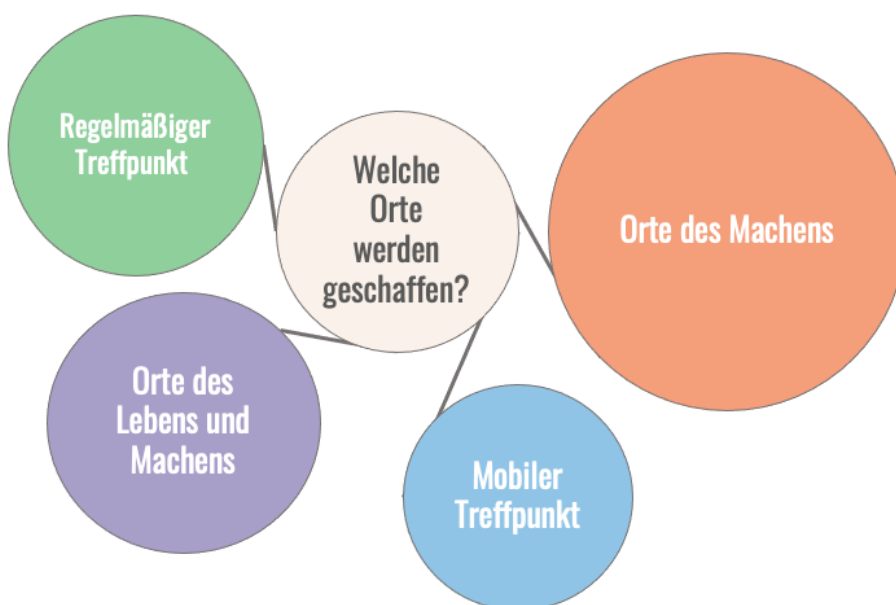 Regelmäßiger
Treffpunkt
Welche
Orte
werden
geschaffen?
Orte des Machens
Orte des
Lebens und
Machens
Mobiler
Treffpunkt